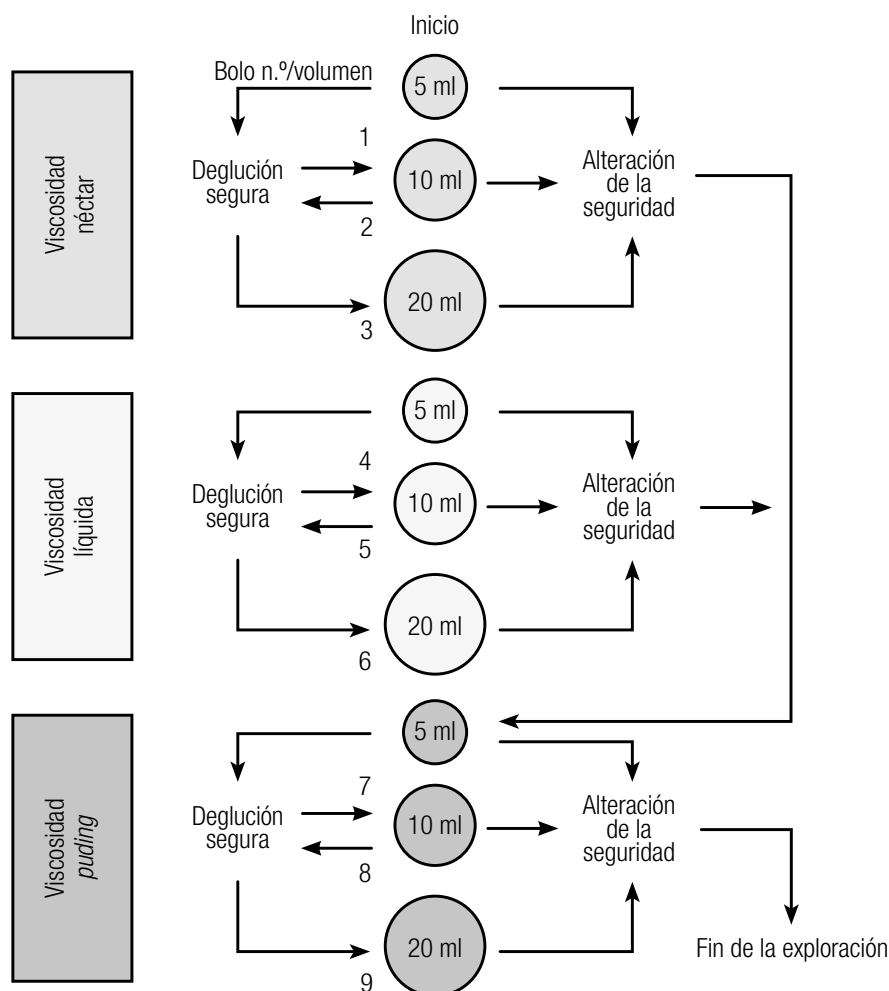 Inicio
Bolo n.º/volumen
5 ml
Viscosidad
néctar
1
Deglución
segura
10 ml
Alteración
de la
seguridad
2
20 ml
3
5 ml
Viscosidad
líquida
4
Deglución
segura
10 ml
Alteración
de la
seguridad
5
20 ml
6
5 ml
Viscosidad
puding
7
Deglución
segura
10 ml
Alteración
de la
seguridad
8
20 ml
9
Fin de la exploración